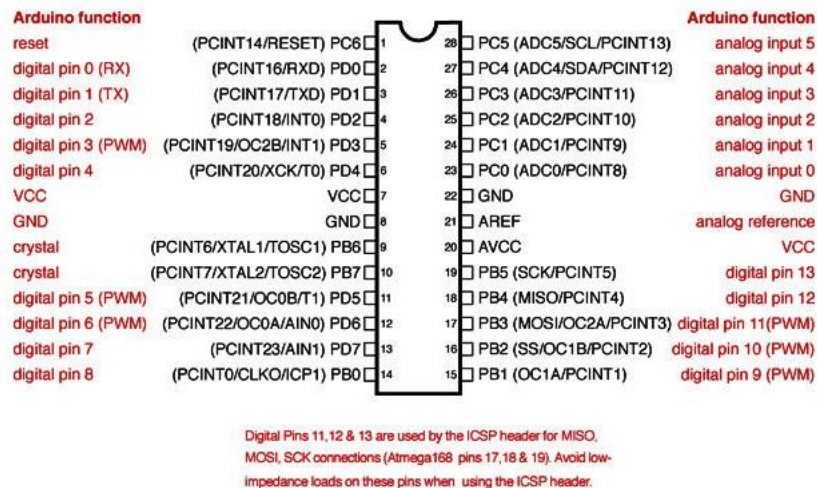 Arduino function Arduino function
reset (PCINT14/RESET) PC6 1 28 PC5 (ADC5/SCL/PCINT13) analog input 5
digital pin 0 (RX) (PCINT16/RXD) PD0 2 27 PC4 (ADC4/SDA/PCINT12) analog input 4
digital pin 1 (TX) (PCINT17/TXD) PD1 3 26 PC3 (ADC3/PCINT11) analog input 3
digital pin 2 (PCINT18/INT0) PD2 4 25 PC2 (ADC2/PCINT10) analog input 2
digital pin 3 (PWM) (PCINT19/OC2B/INT1) PD3 5 24 PC1 (ADC1/PCINT9) analog input 1
digital pin 4 (PCINT20/XCK/T0) PD4 6 23 PC0 (ADC0/PCINT8) analog input 0
VCC VCC 7 22 GND GND
GND GND 8 21 AREF analog reference
crystal (PCINT6/XTAL1/TOSC1) PB6 9 20 AVCC VCC
crystal (PCINT7/XTAL2/TOSC2) PB7 10 19 PB5 (SCK/PCINT5) digital pin 13
digital pin 5 (PWM) (PCINT21/OC0B/T1) PD5 11 18 PB4 (MISO/PCINT4) digital pin 12
digital pin 6 (PWM) (PCINT22/OC0A/AIN0) PD6 12 17 PB3 (MOSI/OC2A/PCINT3) digital pin 11(PWM)
digital pin 7 (PCINT23/AIN1) PD7 13 16 PB2 (SS/OC1B/PCINT2) digital pin 10 (PWM)
digital pin 8 (PCINT0/CLKO/ICP1) PB0 14 15 PB1 (OC1A/PCINT1) digital pin 9 (PWM)
Digital Pins 11,12 & 13 are used by the ICSP header for MISO,
MOSI, SCK connections (Atmega168 pins 17,18 & 19). Avoid low-
impedance loads on these pins when using the ICSP header.